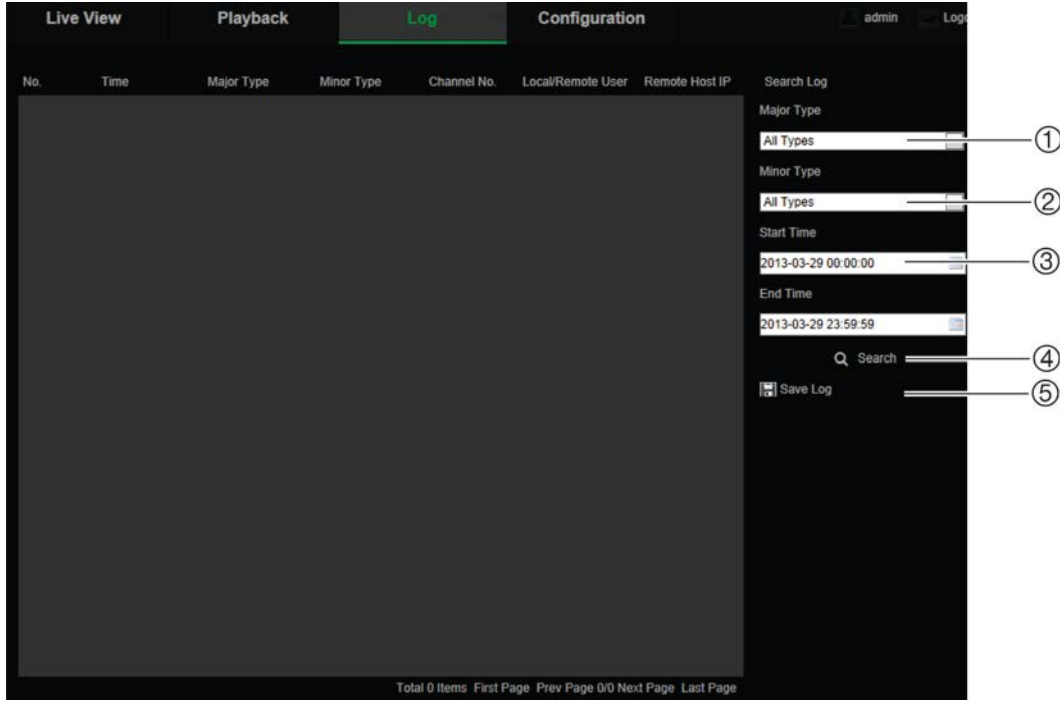 Live View Playback Log Configuration admin
No. Time Major Type Minor Type Channel No. Local/Remote User Remote Host IP Search Log
Major Type
All Types ①
Minor Type
All Types ②
Start Time
2013-03-29 00:00:00 ③
End Time
2013-03-29 23:59:59
Search ④
Save Log ⑤
Total 0 Items First Page Prev Page 0/0 Next Page Last Page